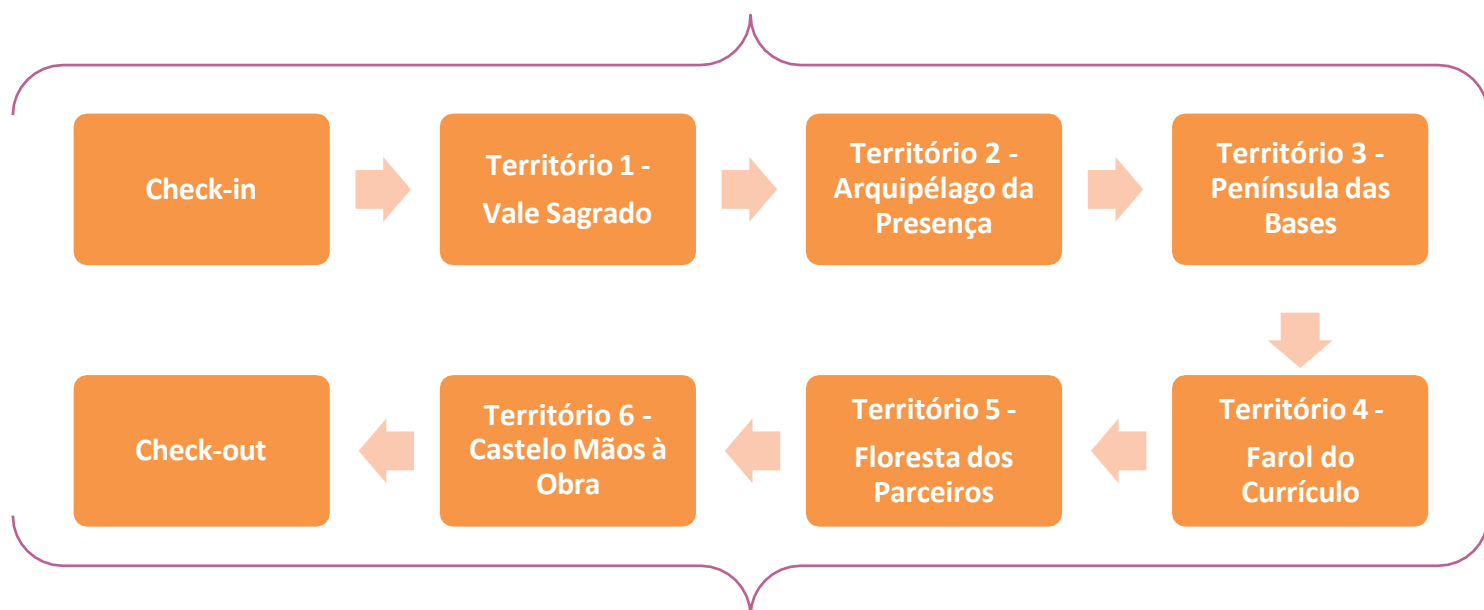 Check-in
Território 1 -
Vale Sagrado
Território 2 -
Arquipélago da
Presença
Território 3 -
Península das
Bases
Território 4 -
Farol do
Currículo
Território 5 -
Floresta dos
Parceiros
Território 6 -
Castelo Mãos à
Obra
Check-out